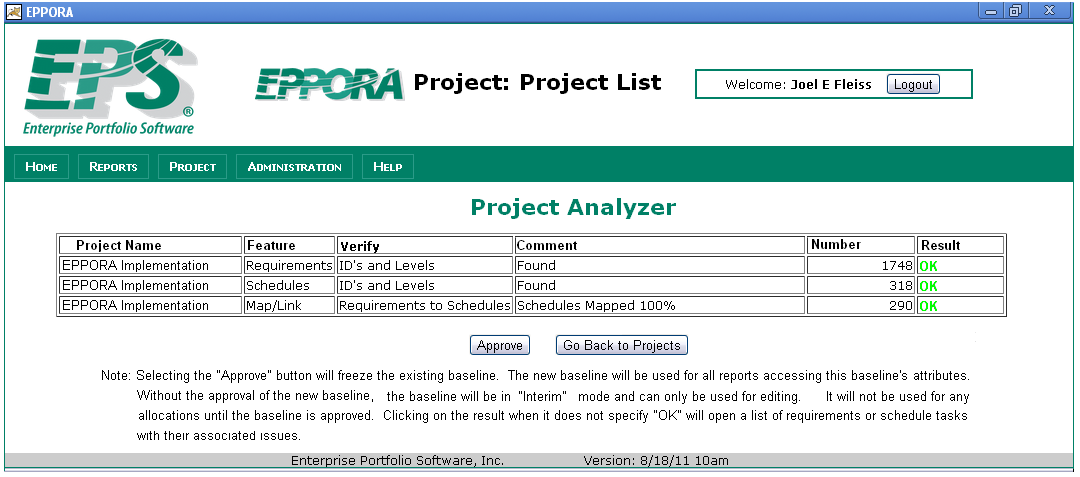 EPPORA
EPS ®
Enterprise Portfolio Software
EPPORA Project: Project List
Welcome: Joel E Fleiss Logout
HOME REPORTS PROJECT ADMINISTRATION HELP
Project Analyzer
Project Name Feature Verify Comment Number Result
EPPORA Implementation Requirements ID's and Levels Found 1748 OK
EPPORA Implementation Schedules ID's and Levels Found 318 OK
EPPORA Implementation Map/Link Requirements to Schedules Schedules Mapped 100% 290 OK
Approve Go Back to Projects
Note: Selecting the "Approve" button will freeze the existing baseline. The new baseline will be used for all reports accessing this baseline's attributes.
Without the approval of the new baseline, the baseline will be in "Interim" mode and can only be used for editing. It will not be used for any
allocations until the baseline is approved. Clicking on the result when it does not specify "OK" will open a list of requirements or schedule tasks
with their associated issues.
Enterprise Portfolio Software, Inc. Version: 8/18/11 10am